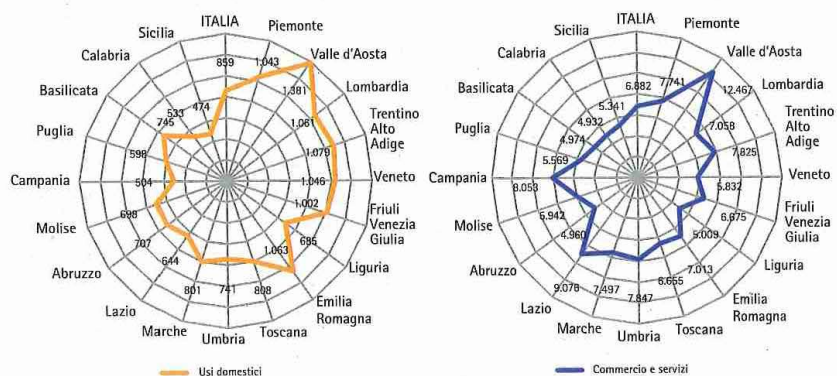 ITALIA
Piemonte
Valle d'Aosta
Lombardia
Trentino
Alto
Adige
Veneto
Friuli
Venezia
Giulia
Liguria
Emilia
Romagna
Toscana
Umbria
Marche
Lazio
Abruzzo
Molise
Campania
Puglia
Basilicata
Calabria
Sicilia
859
1.043
1.381
1.081
1.079
1.046
1.002
685
1.063
808
741
801
644
707
698
504
598
745
533
474
Usi domestici
ITALIA
Piemonte
Valle d'Aosta
Lombardia
Trentino
Alto
Adige
Veneto
Friuli
Venezia
Giulia
Liguria
Emilia
Romagna
Toscana
Umbria
Marche
Lazio
Abruzzo
Molise
Campania
Puglia
Basilicata
Calabria
Sicilia
6.882
7.741
12.467
7.058
7.825
5.832
6.675
5.009
7.013
6.655
7.847
7.497
9.076
4.960
6.942
8.053
5.569
4.974
4.932
5.341
Commercio e servizi